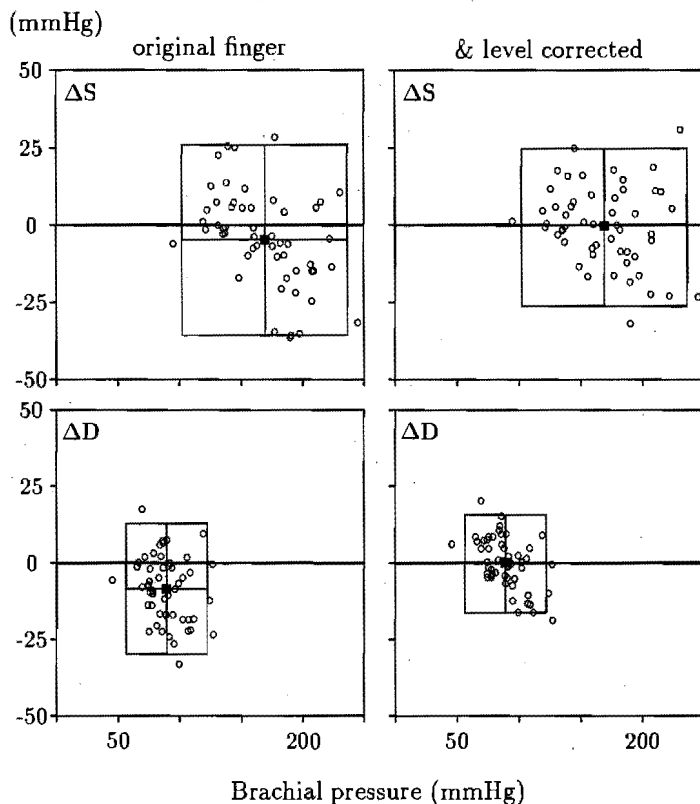 (mmHg)
original finger & level corrected
50
ΔS ΔS
25
0
-25
-50
50
ΔD ΔD
25
0
-25
-50
50 200 50 200
Brachial pressure (mmHg)